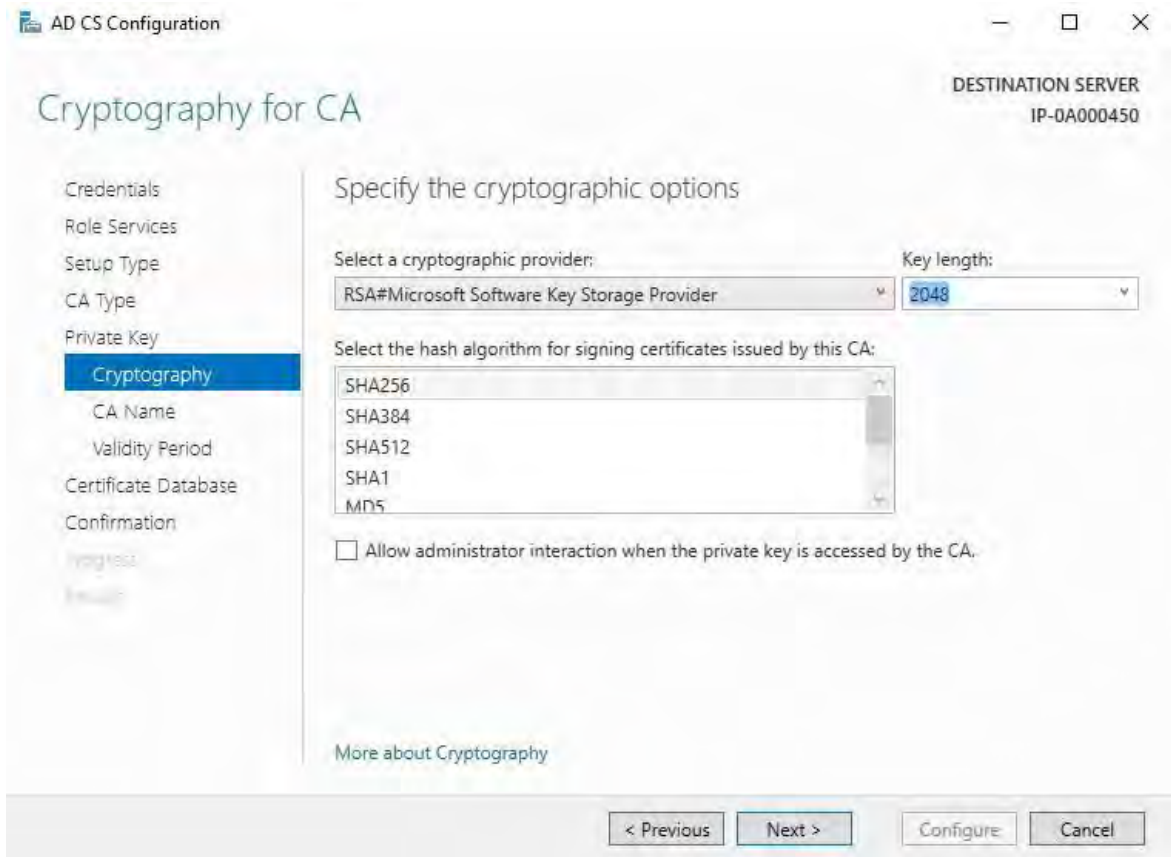 AD CS Configuration
DESTINATION SERVER
IP-0A000450
Cryptography for CA
Credentials
Role Services
Setup Type
CA Type
Private Key
Cryptography
CA Name
Validity Period
Certificate Database
Confirmation
Progress
Results
Specify the cryptographic options
Select a cryptographic provider:
Key length:
RSA#Microsoft Software Key Storage Provider
2048
Select the hash algorithm for signing certificates issued by this CA:
SHA256
SHA384
SHA512
SHA1
MD5
Allow administrator interaction when the private key is accessed by the CA.
More about Cryptography
< Previous
Next >
Configure
Cancel